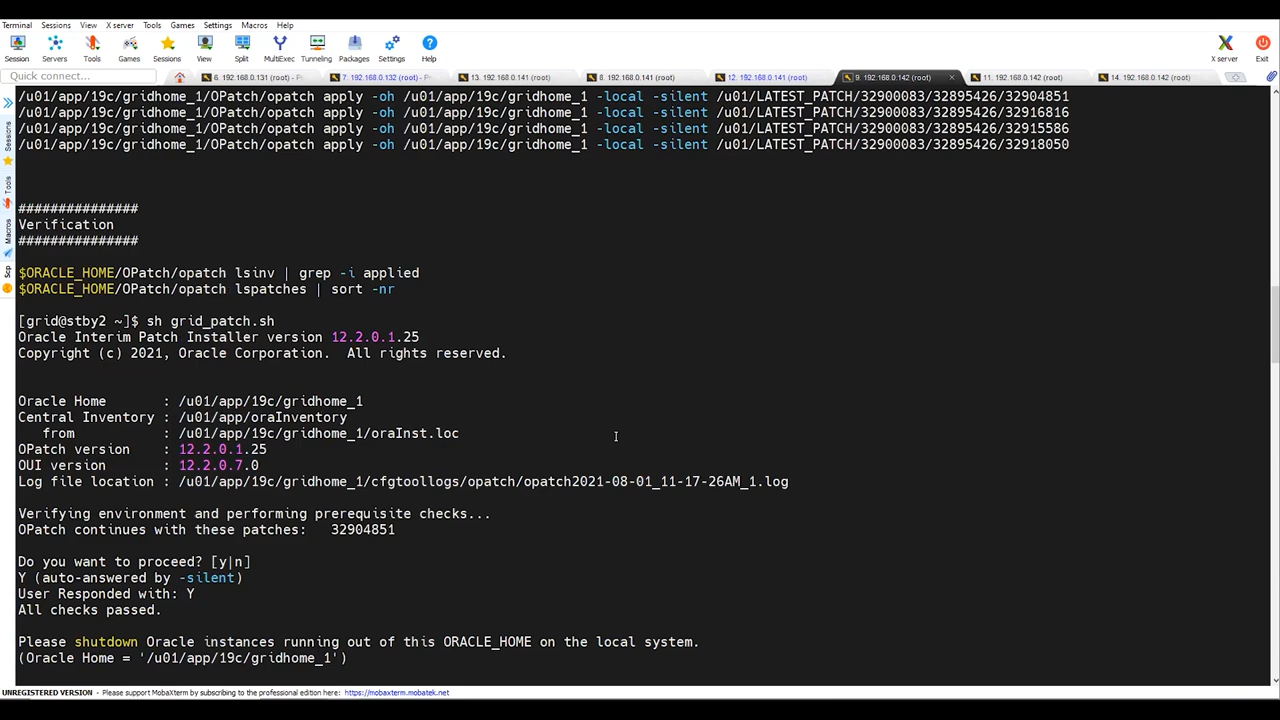 Terminal Sessions View X server Tools Games Settings Macros Help
Session Servers Tools Games Sessions View Split MultiExec Tunneling Packages Settings Help X server Exit
Quick connect... 6. 192.168.0.131 (root) - Pr 7. 192.168.0.132 (root) - Pr 13. 192.168.0.141 (root) 8. 192.168.0.141 (root) 12. 192.168.0.141 (root) 9. 192.168.0.142 (root) 11. 192.168.0.142 (root) 14. 192.168.0.142 (root)
Sessions
Tools
Macros
Scp
/u01/app/19c/gridhome_1/OPatch/opatch apply -oh /u01/app/19c/gridhome_1 -local -silent /u01/LATEST_PATCH/32900083/32895426/32904851
/u01/app/19c/gridhome_1/OPatch/opatch apply -oh /u01/app/19c/gridhome_1 -local -silent /u01/LATEST_PATCH/32900083/32895426/32916816
/u01/app/19c/gridhome_1/OPatch/opatch apply -oh /u01/app/19c/gridhome_1 -local -silent /u01/LATEST_PATCH/32900083/32895426/32915586
/u01/app/19c/gridhome_1/OPatch/opatch apply -oh /u01/app/19c/gridhome_1 -local -silent /u01/LATEST_PATCH/32900083/32895426/32918050
###############
Verification
###############
$ORACLE_HOME/OPatch/opatch lsinv | grep -i applied
$ORACLE_HOME/OPatch/opatch lspatches | sort -nr
[grid@stby2 ~]$ sh grid_patch.sh
Oracle Interim Patch Installer version 12.2.0.1.25
Copyright (c) 2021, Oracle Corporation.  All rights reserved.
Oracle Home       : /u01/app/19c/gridhome_1
Central Inventory : /u01/app/oraInventory
from           : /u01/app/19c/gridhome_1/oraInst.loc
OPatch version    : 12.2.0.1.25
OUI version       : 12.2.0.7.0
Log file location : /u01/app/19c/gridhome_1/cfgtoollogs/opatch/opatch2021-08-01_11-17-26AM_1.log
Verifying environment and performing prerequisite checks...
OPatch continues with these patches:   32904851
Do you want to proceed? [y|n]
Y (auto-answered by -silent)
User Responded with: Y
All checks passed.
Please shutdown Oracle instances running out of this ORACLE_HOME on the local system.
(Oracle Home = '/u01/app/19c/gridhome_1')
UNREGISTERED VERSION - Please support MobaXterm by subscribing to the professional edition here: https://mobaxterm.mobatek.net